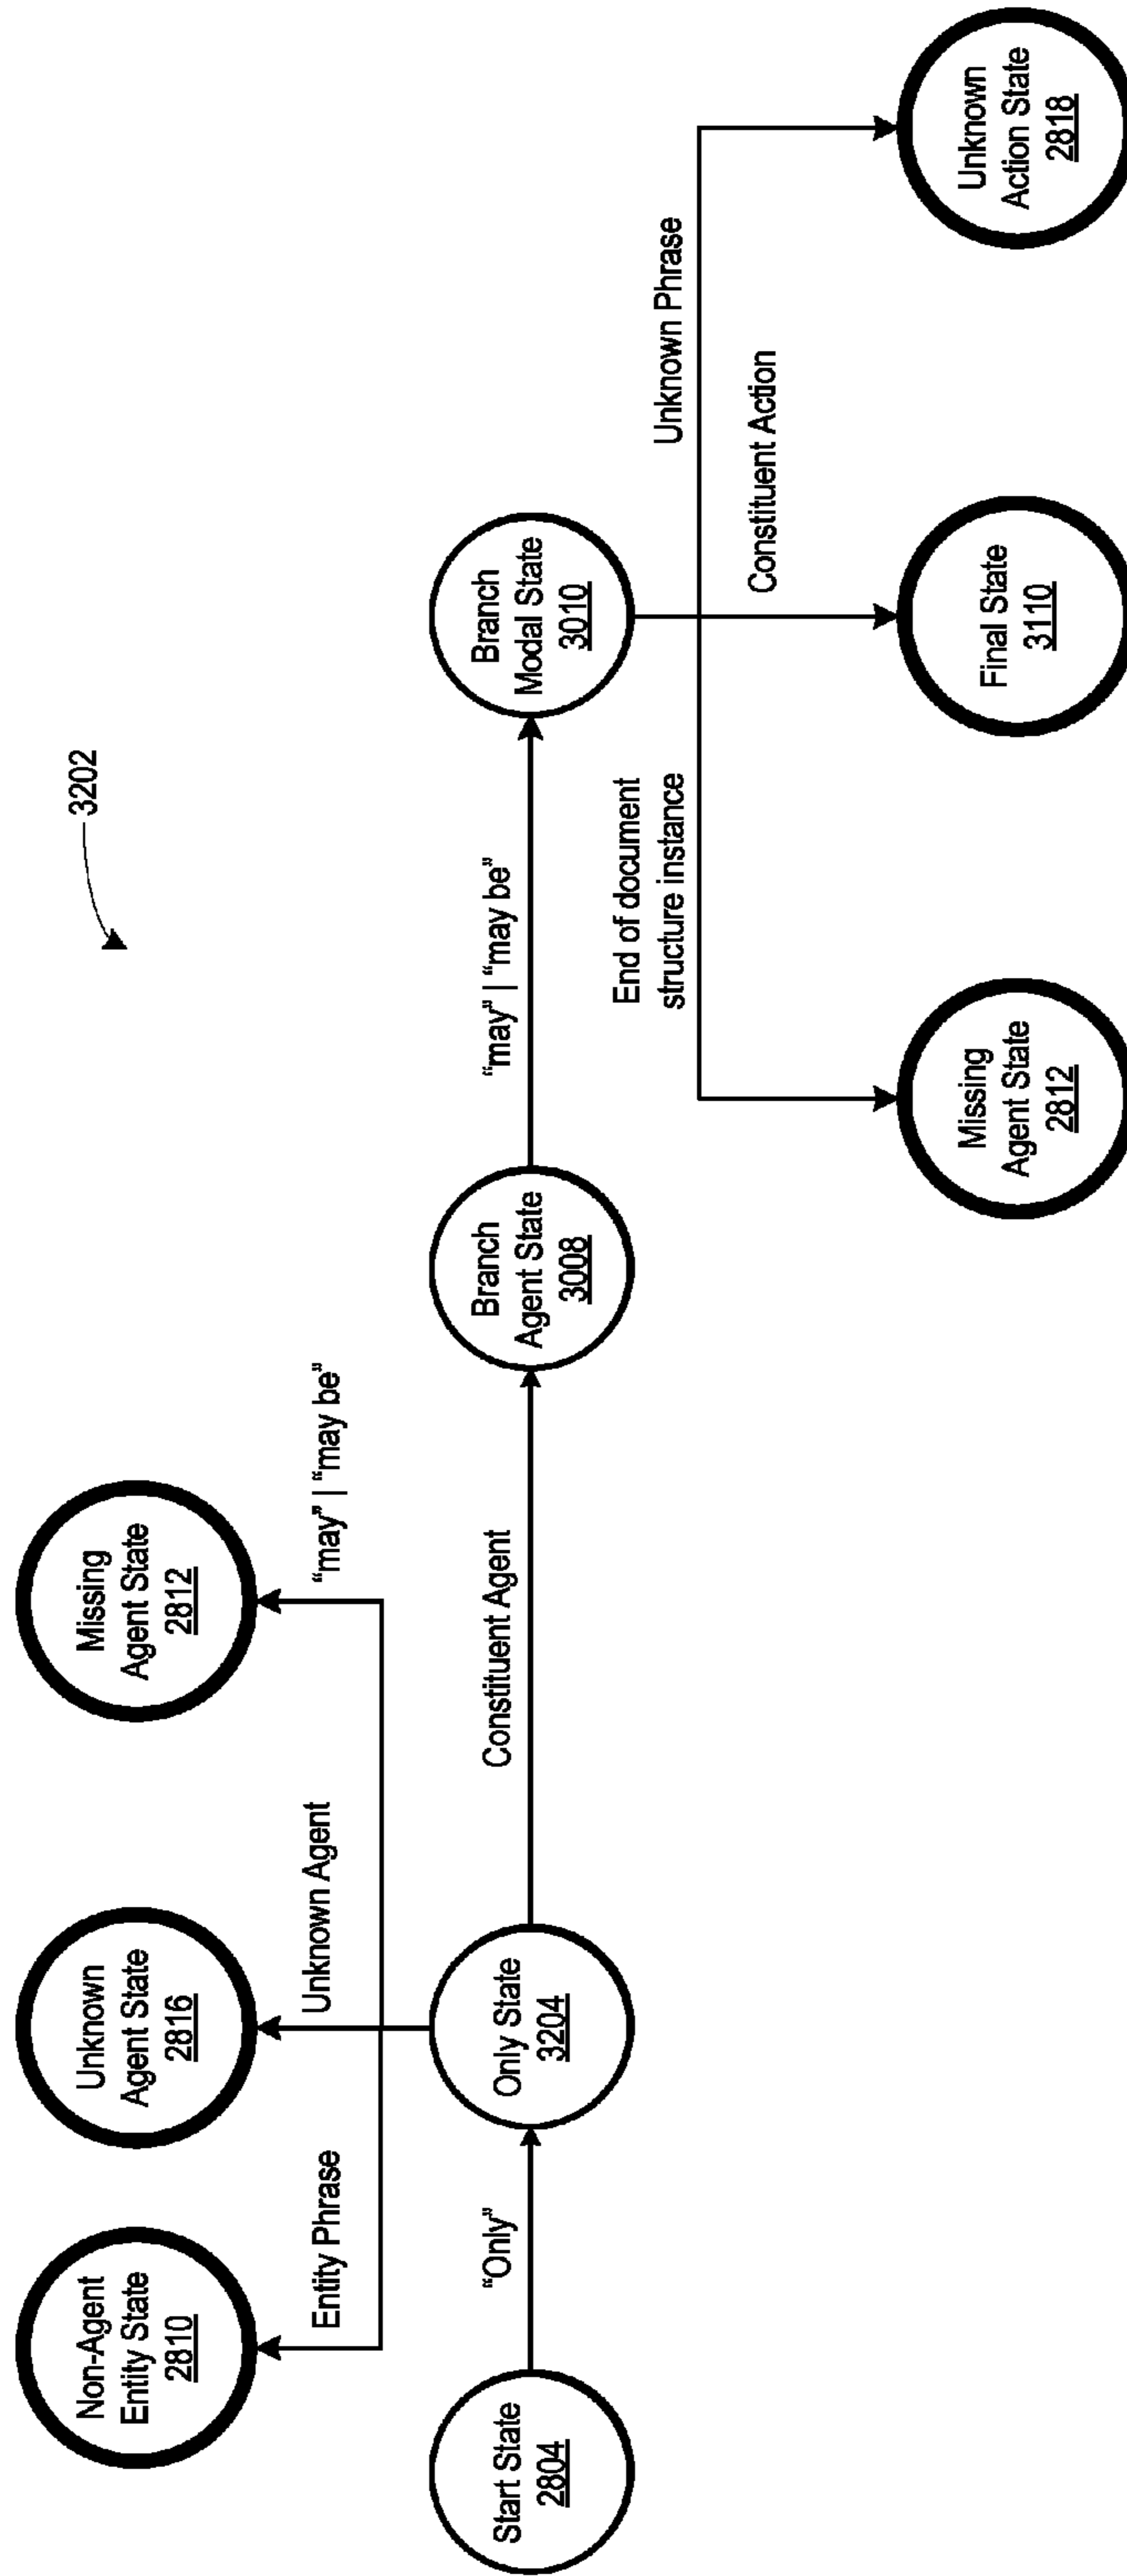 3202
Non-Agent
Entity State
2810
Unknown
Agent State
2816
Missing
Agent State
2812
Entity Phrase
Unknown Agent
“may” | “may be”
Start State
2804
“Only”
Only State
3204
Constituent Agent
Branch
Agent State
3008
“may” | “may be”
Branch
Modal State
3010
End of document
structure instance
Unknown Phrase
Constituent Action
Missing
Agent State
2812
Final State
3110
Unknown
Action State
2818